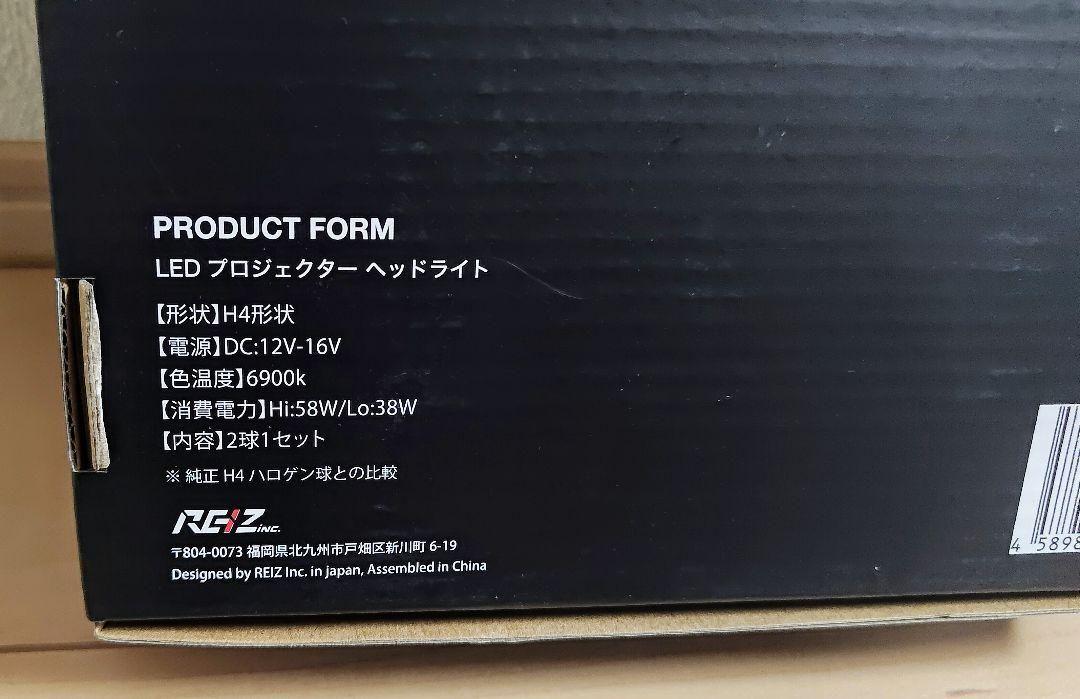 PRODUCT FORM
LED プロジェクター ヘッドライト
【形状】H4形状
【電源】DC:12V-16V
【色温度】6900k
【消費電力】Hi:58W/Lo:38W
【内容】2球1セット
※ 純正 H4 ハロゲン球との比較
REIZ INC.
〒804-0073 福岡県北九州市戸畑区新川町 6-19
Designed by REIZ Inc. in japan, Assembled in China
4 5898